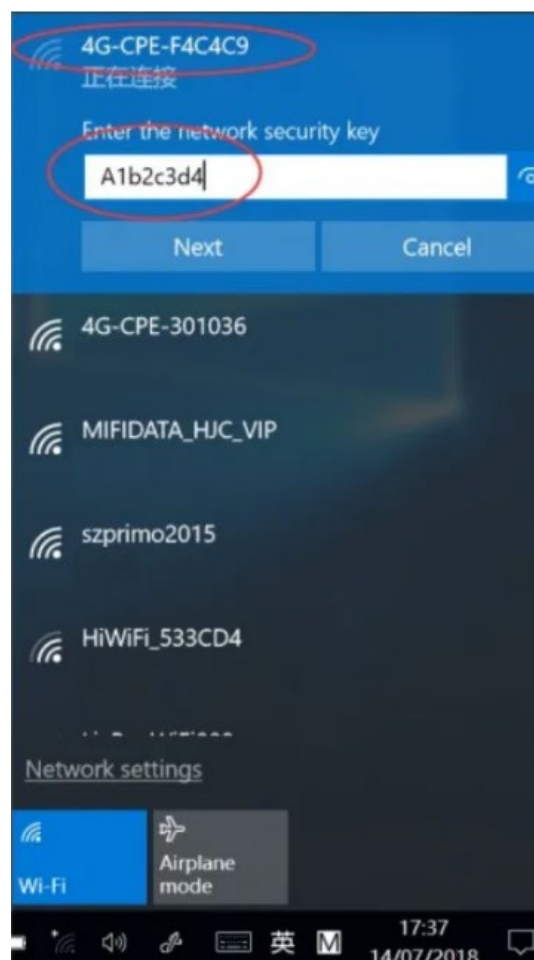 4G-CPE-F4C4C9
正在连接
Enter the network security key
A1b2c3d4
Next
Cancel
4G-CPE-301036
MIFIDATA_HJC_VIP
szprimo2015
HiWiFi_533CD4
Network settings
Wi-Fi
Airplane
mode
英
M
17:37
14/07/2018